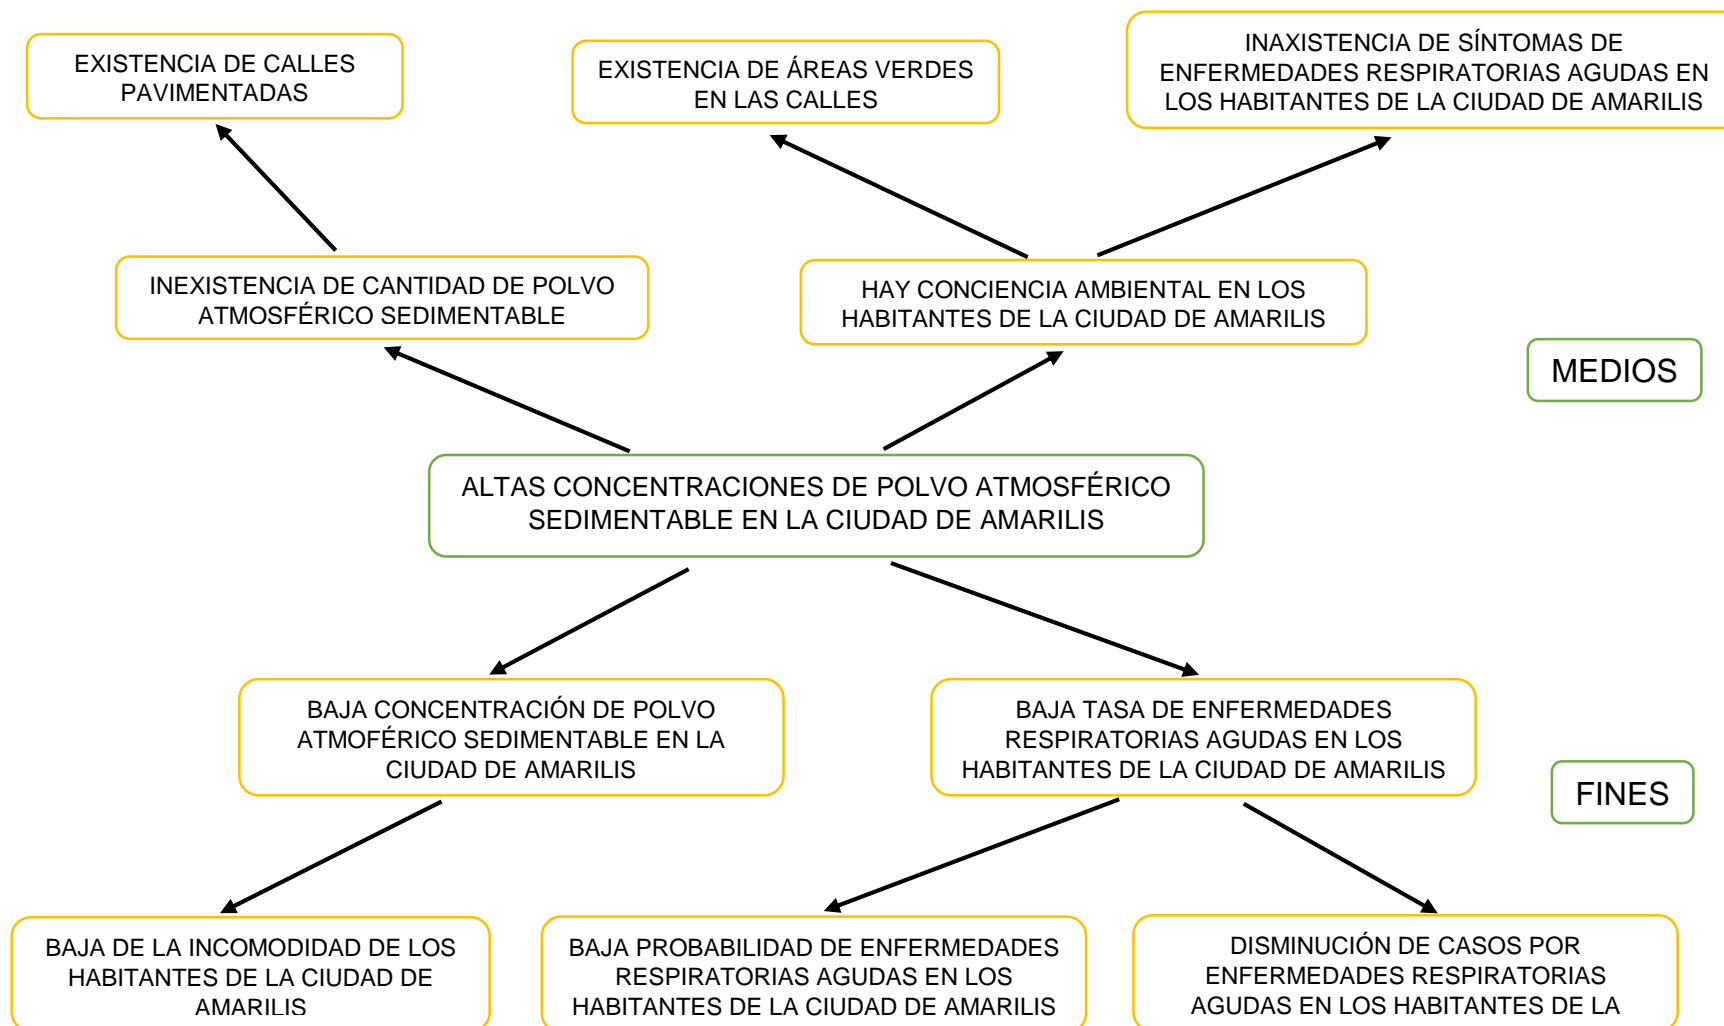 EXISTENCIA DE CALLES
PAVIMENTADAS
EXISTENCIA DE ÁREAS VERDES
EN LAS CALLES
INAXISTENCIA DE SÍNTOMAS DE
ENFERMEDADES RESPIRATORIAS AGUDAS EN
LOS HABITANTES DE LA CIUDAD DE AMARILIS
INEXISTENCIA DE CANTIDAD DE POLVO
ATMOSFÉRICO SEDIMENTABLE
HAY CONCIENCIA AMBIENTAL EN LOS
HABITANTES DE LA CIUDAD DE AMARILIS
MEDIOS
ALTAS CONCENTRACIONES DE POLVO ATMOSFÉRICO
SEDIMENTABLE EN LA CIUDAD DE AMARILIS
BAJA CONCENTRACIÓN DE POLVO
ATMOFÉRICO SEDIMENTABLE EN LA
CIUDAD DE AMARILIS
BAJA TASA DE ENFERMEDADES
RESPIRATORIAS AGUDAS EN LOS
HABITANTES DE LA CIUDAD DE AMARILIS
FINES
BAJA DE LA INCOMODIDAD DE LOS
HABITANTES DE LA CIUDAD DE
AMARILIS
BAJA PROBABILIDAD DE ENFERMEDADES
RESPIRATORIAS AGUDAS EN LOS
HABITANTES DE LA CIUDAD DE AMARILIS
DISMINUCIÓN DE CASOS POR
ENFERMEDADES RESPIRATORIAS
AGUDAS EN LOS HABITANTES DE LA